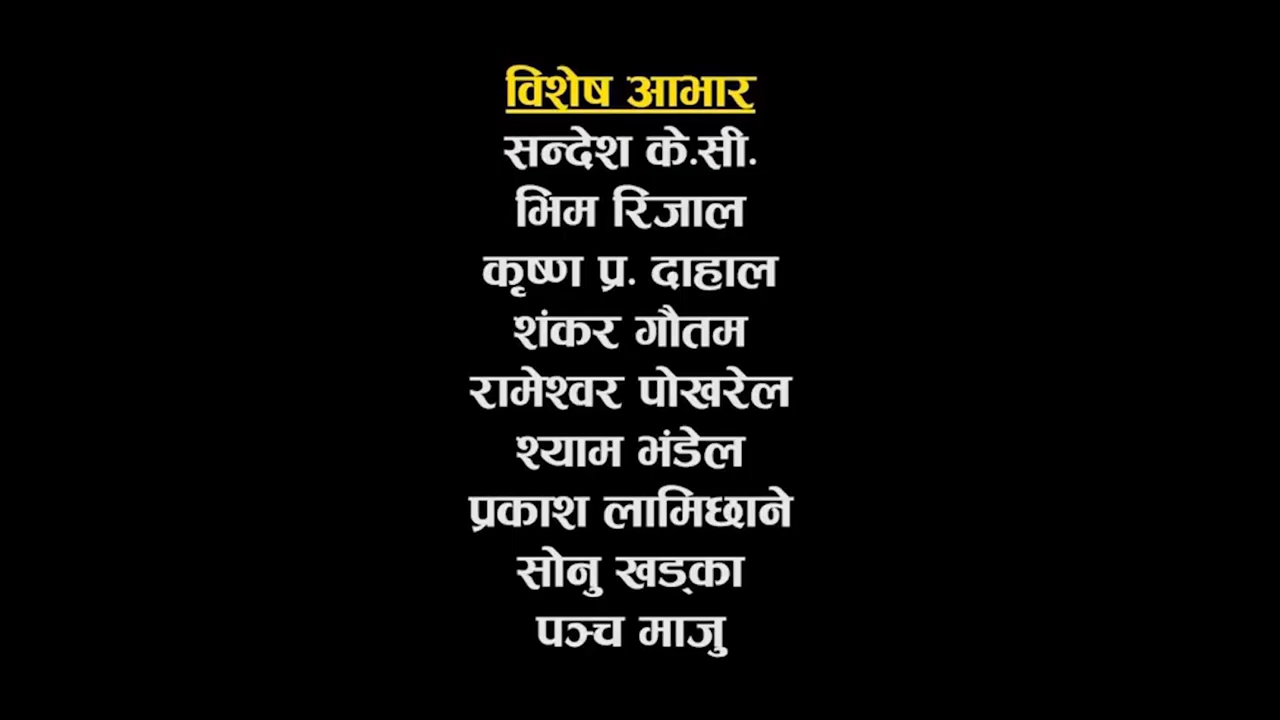 विशेष आभार
सन्देश के.सी.
भिम रिजाल
कृष्ण प्र. दाहाल
शंकर गौतम
रामेश्वर पोखरेल
श्याम भंडेल
प्रकाश लामिछाने
सोनु खड्का
पञ्च माजु